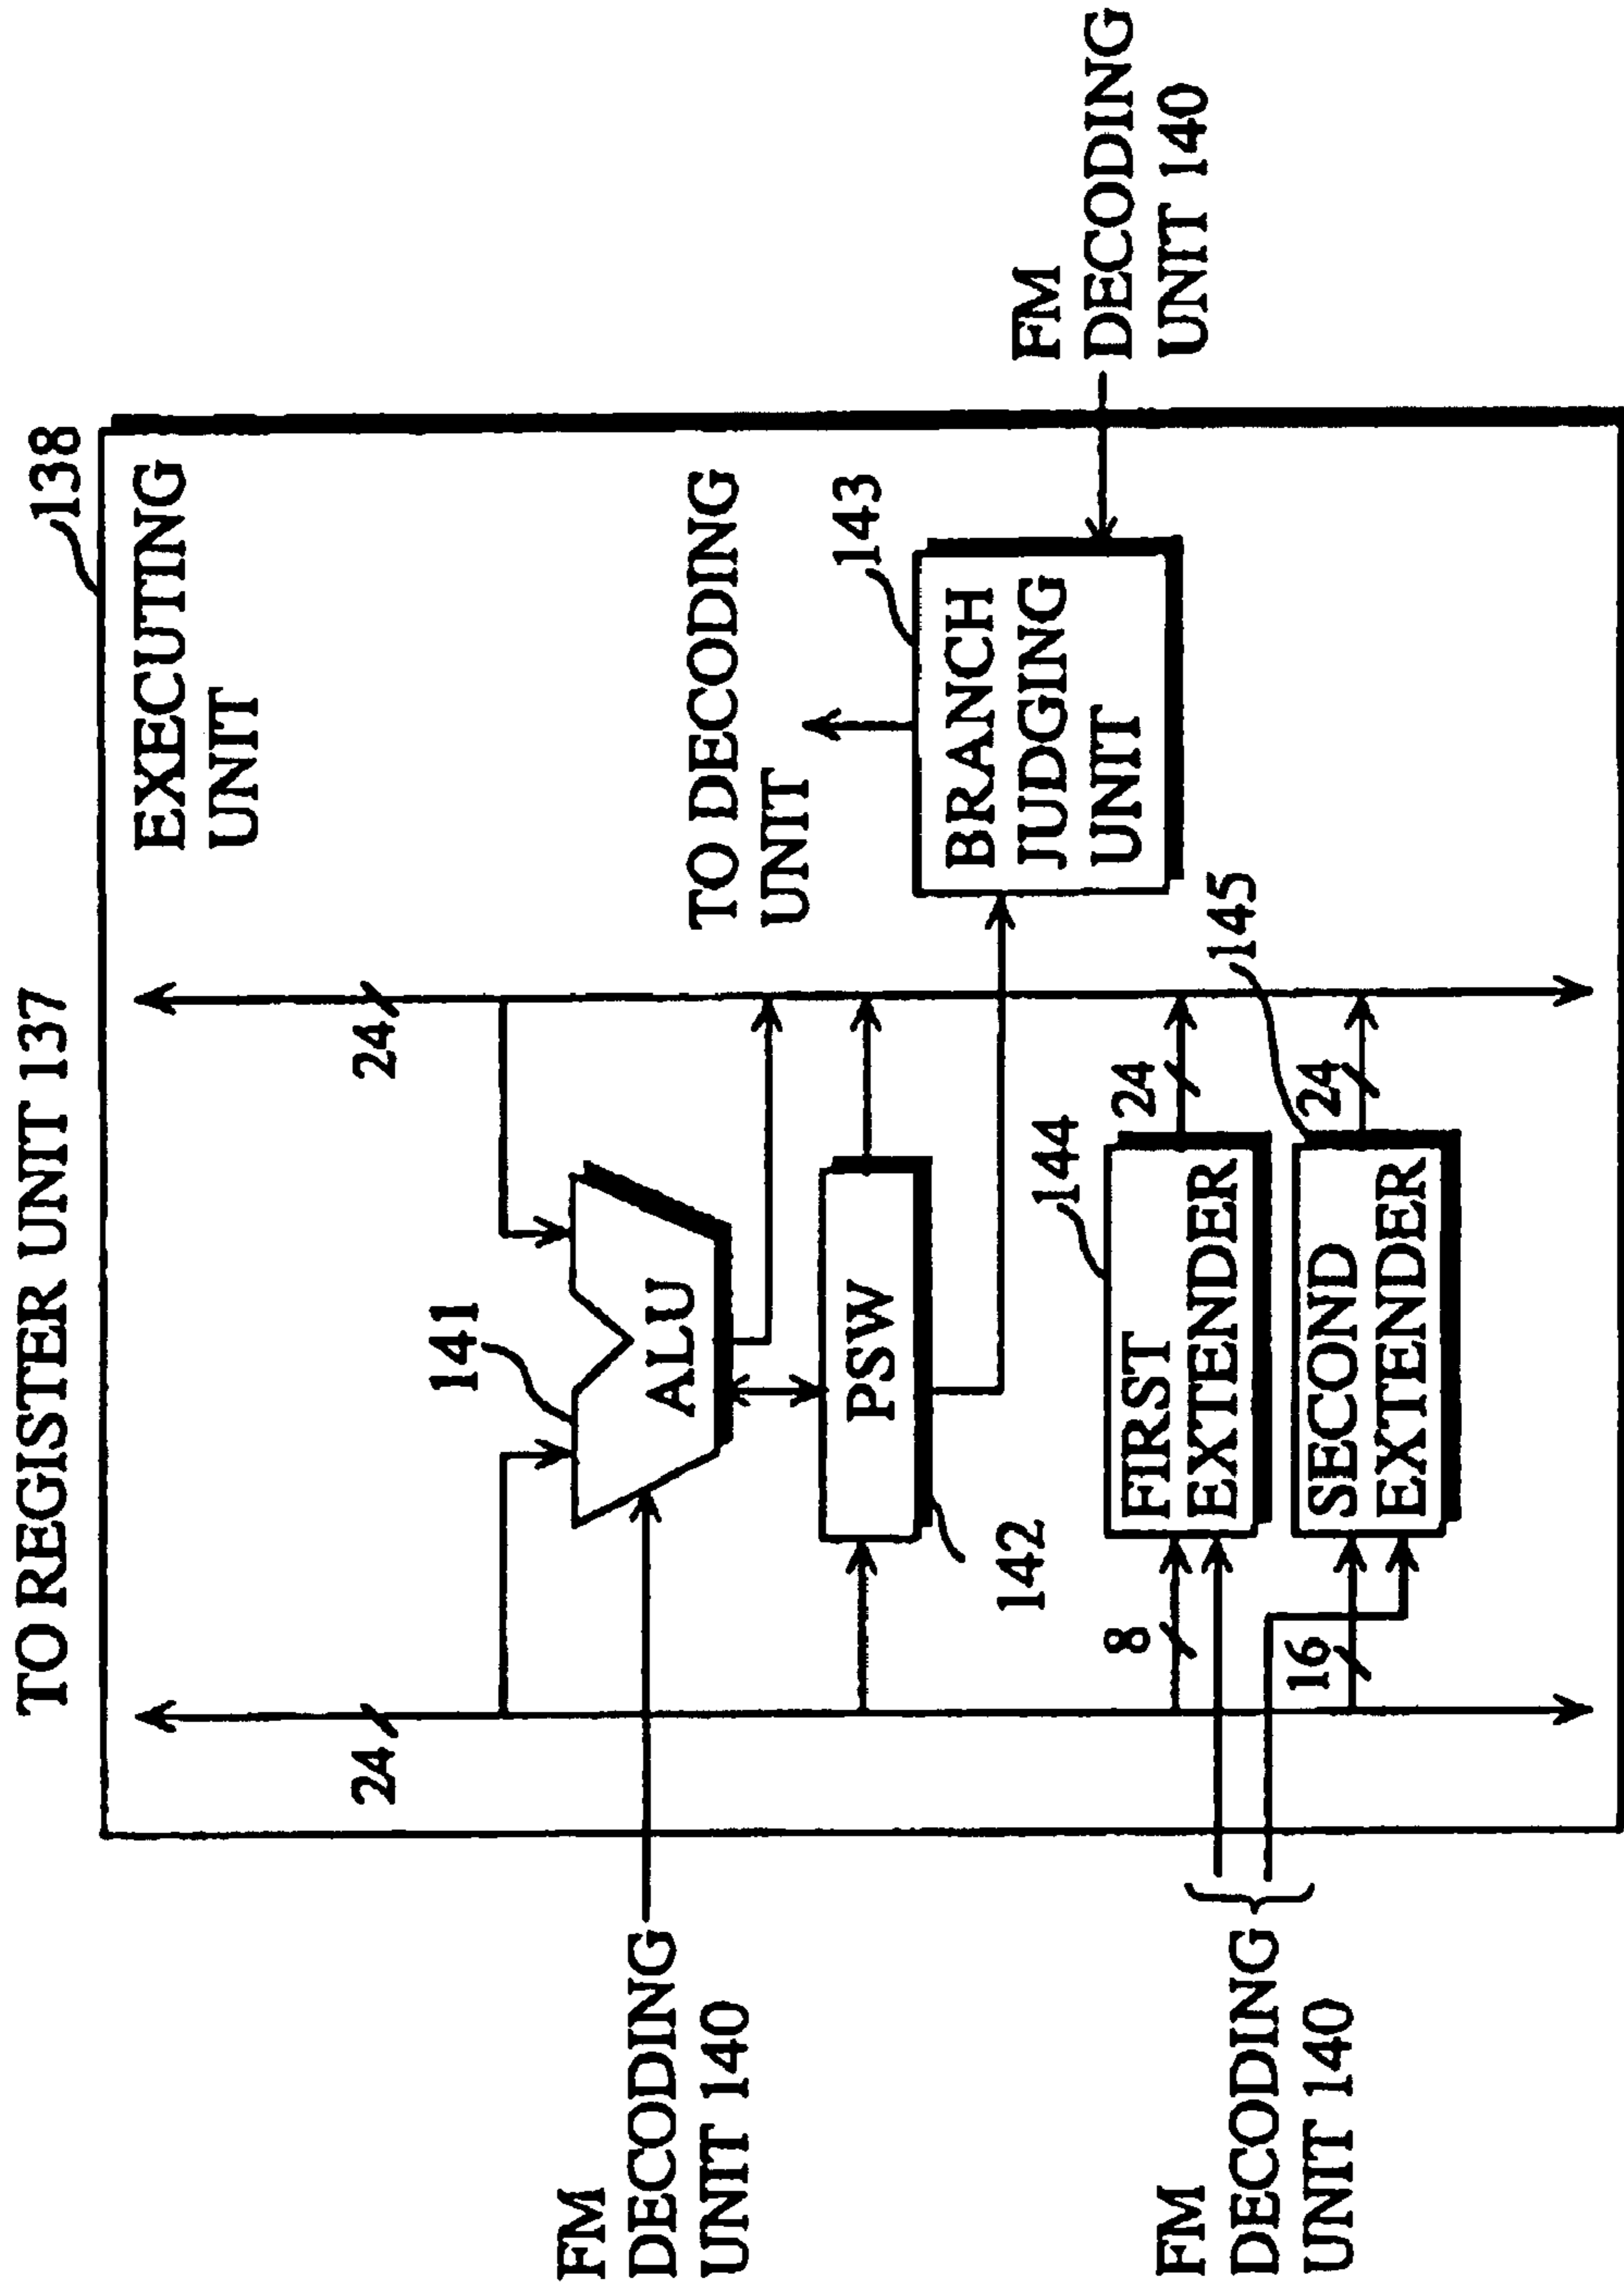 TO REGISTER UNIT 137
138
EXECUTING
UNIT
24
24
141
ALU
FM
DECODING
UNIT 140
TO DECODING
UNIT
143
PSW
142
BRANCH
JUDGING
UNIT
FM
DECODING
UNIT 140
144
8
24
FIRST
EXTENDER
145
FM
DECODING
UNIT 140
16
24
SECOND
EXTENDER